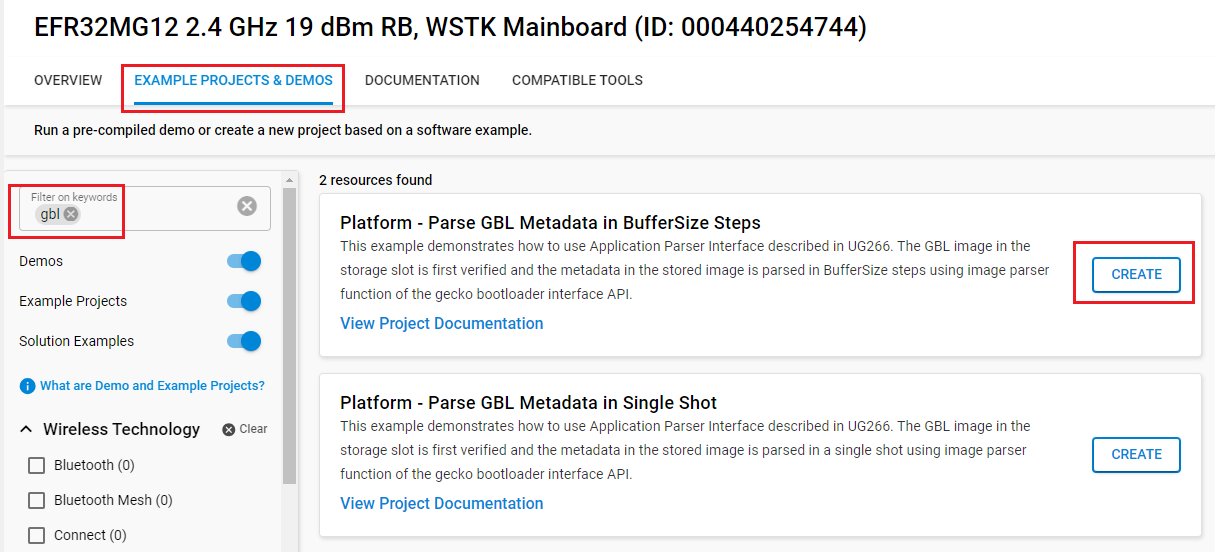 EFR32MG12 2.4 GHz 19 dBm RB, WSTK Mainboard (ID: 000440254744)
OVERVIEW EXAMPLE PROJECTS & DEMOS DOCUMENTATION COMPATIBLE TOOLS
Run a pre-compiled demo or create a new project based on a software example.
Filter on keywords
gbl
Demos
Example Projects
Solution Examples
What are Demo and Example Projects?
Wireless Technology Clear
Bluetooth (0)
Bluetooth Mesh (0)
Connect (0)
2 resources found
Platform - Parse GBL Metadata in BufferSize Steps
This example demonstrates how to use Application Parser Interface described in UG266. The GBL image in the
storage slot is first verified and the metadata in the stored image is parsed in BufferSize steps using image parser
function of the gecko bootloader interface API.
View Project Documentation
CREATE
Platform - Parse GBL Metadata in Single Shot
This example demonstrates how to use Application Parser Interface described in UG266. The GBL image in the
storage slot is first verified and the metadata in the stored image is parsed in a single shot using image parser
function of the gecko bootloader interface API.
View Project Documentation
CREATE